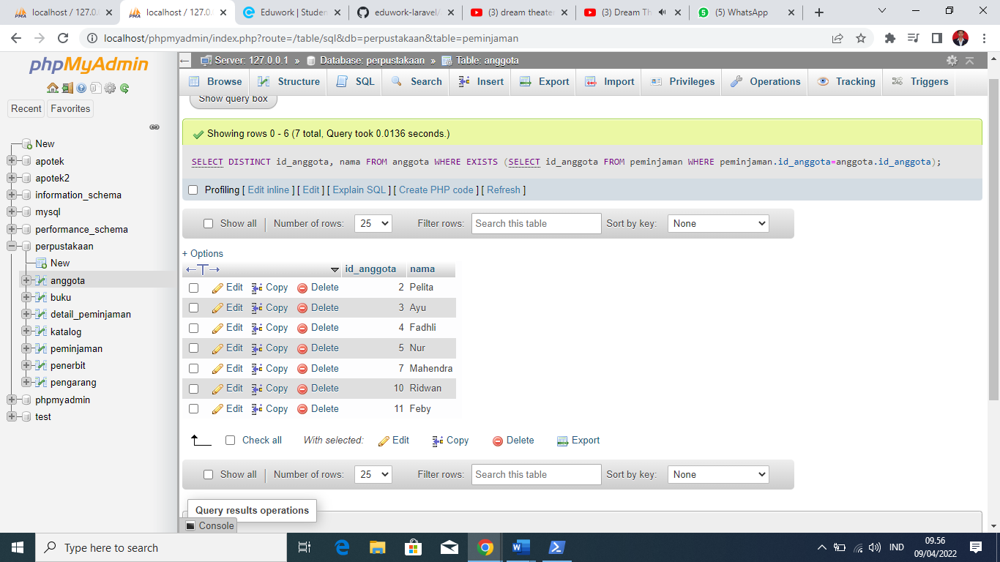 localhost / 127.0. localhost / 127.0. Eduwork | Studen eduwork-laravel/ (3) dream theater (3) Dream Th (5) WhatsApp
localhost/phpmyadmin/index.php?route=/table/sql&db=perpustakaan&table=peminjaman
phpMyAdmin
Recent Favorites
New
apotek
apotek2
information_schema
mysql
performance_schema
perpustakaan
New
anggota
buku
detail_peminjaman
katalog
peminjaman
penerbit
pengarang
phpmyadmin
test
Server: 127.0.0.1 » Database: perpustakaan » Table: anggota
Browse Structure SQL Search Insert Export Import Privileges Operations Tracking Triggers
Show query box
Showing rows 0 - 6 (7 total, Query took 0.0136 seconds.)
SELECT DISTINCT id_anggota, nama FROM anggota WHERE EXISTS (SELECT id_anggota FROM peminjaman WHERE peminjaman.id_anggota=anggota.id_anggota);
Profiling [ Edit inline ] [ Edit ] [ Explain SQL ] [ Create PHP code ] [ Refresh ]
Show all | Number of rows: 25 Filter rows: Search this table Sort by key: None
+ Options
←T→ id_anggota nama
Edit Copy Delete 2 Pelita
Edit Copy Delete 3 Ayu
Edit Copy Delete 4 Fadhli
Edit Copy Delete 5 Nur
Edit Copy Delete 7 Mahendra
Edit Copy Delete 10 Ridwan
Edit Copy Delete 11 Feby
Check all With selected: Edit Copy Delete Export
Show all | Number of rows: 25 Filter rows: Search this table Sort by key: None
Query results operations
Console
Type here to search
IND
09.56
09/04/2022